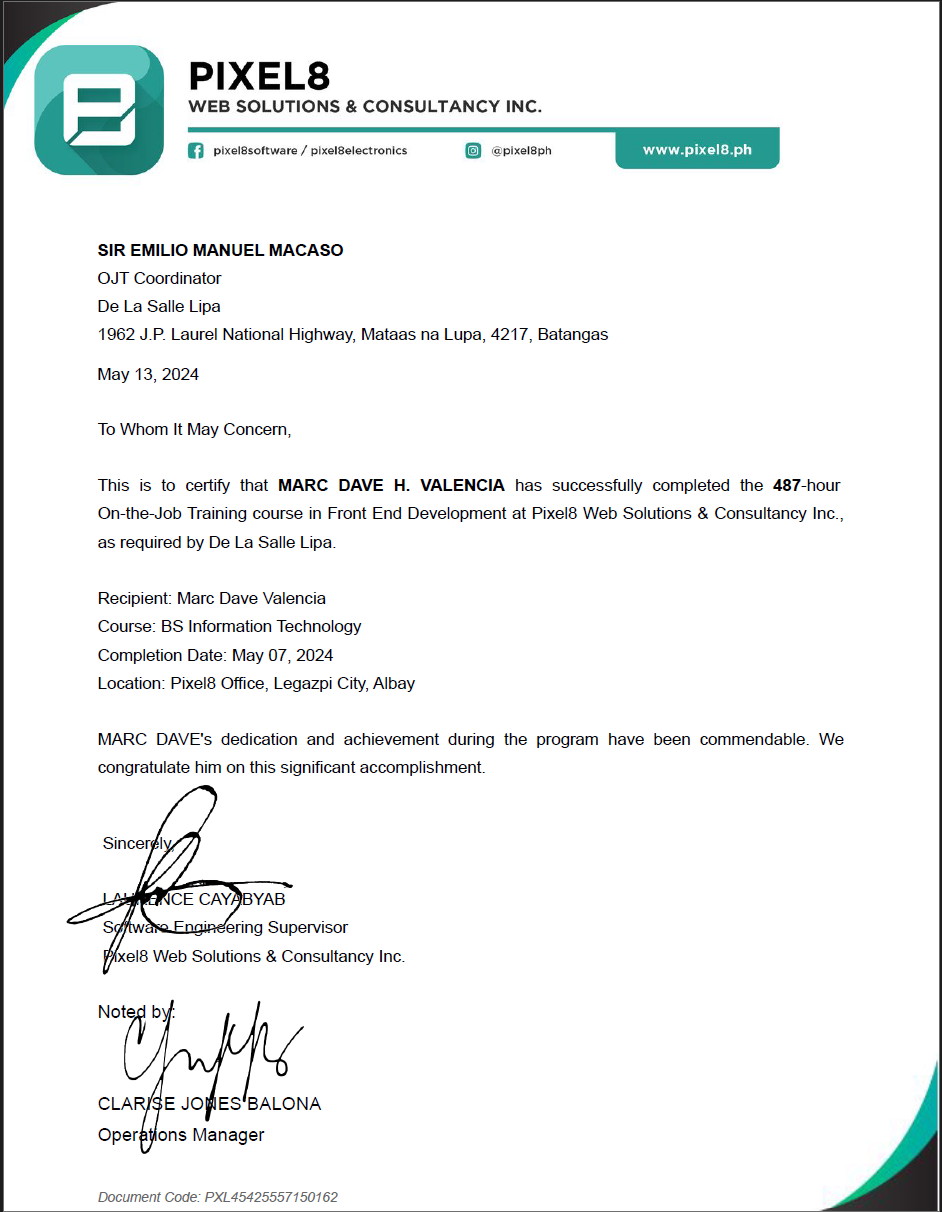 PIXEL8
WEB SOLUTIONS & CONSULTANCY INC.
pixel8software / pixel8electronics
@pixel8ph
www.pixel8.ph
SIR EMILIO MANUEL MACASO
OJT Coordinator
De La Salle Lipa
1962 J.P. Laurel National Highway, Mataas na Lupa, 4217, Batangas
May 13, 2024
To Whom It May Concern,
This is to certify that MARC DAVE H. VALENCIA has successfully completed the 487-hour
On-the-Job Training course in Front End Development at Pixel8 Web Solutions & Consultancy Inc.,
as required by De La Salle Lipa.
Recipient: Marc Dave Valencia
Course: BS Information Technology
Completion Date: May 07, 2024
Location: Pixel8 Office, Legazpi City, Albay
MARC DAVE's dedication and achievement during the program have been commendable. We
congratulate him on this significant accomplishment.
Sincerely,
CAYABYAB
Software Engineering Supervisor
Pixel8 Web Solutions & Consultancy Inc.
Noted by:
CLARISE JONES BALONA
Operations Manager
Document Code: PXL45425557150162